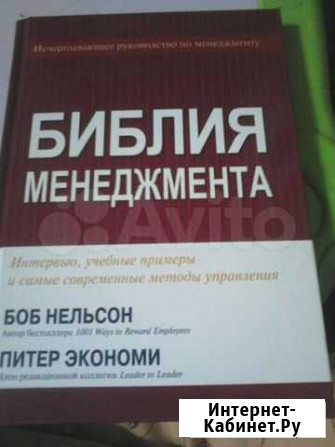 Исчерпывающее руководство по менеджменту
БИБЛИЯ
МЕНЕДЖМЕНТА
Avito
Интервью, учебные примеры
и самые современные методы управления
БОБ НЕЛЬСОН
Автор бестселлера 1001 Ways to Reward Employees
ПИТЕР ЭКОНОМИ
Член редакционной коллегии Leader to Leader
Интернет-
Кабинет.Ру